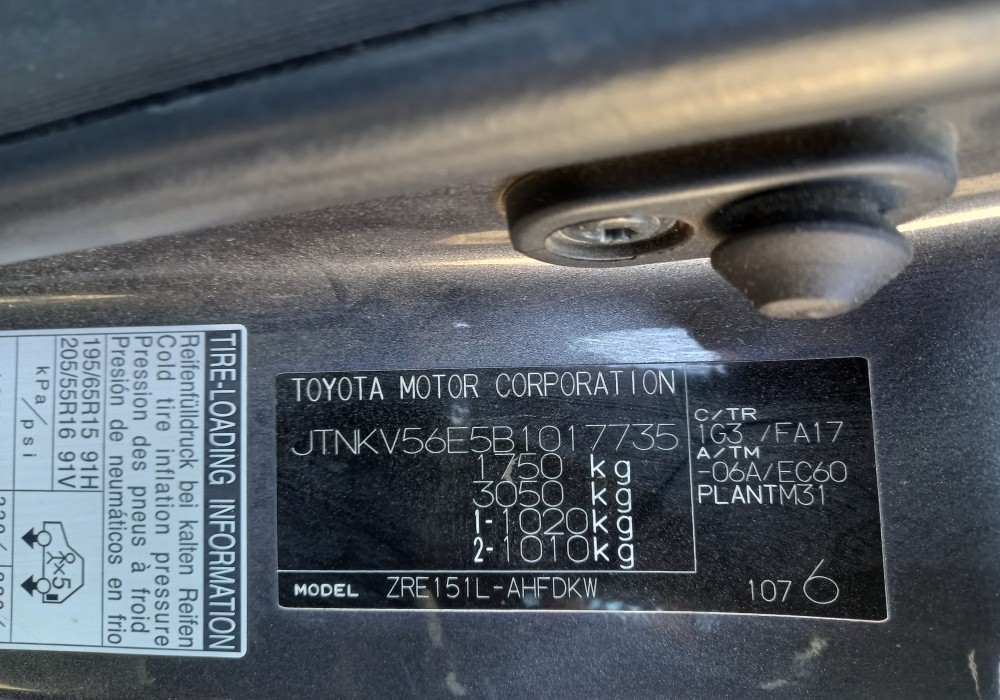 TIRE-LOADING INFORMATION
Reifenfülldruck bei kalten Reifen
Cold tire inflation pressure
Pression des pneus à froid
Presión de neumáticos en frio
195/65R15 91H
205/55R16 91V
kPa/psi
x5
TOYOTA MOTOR CORPORATION
JTNKV56E5B1017735
1750 kg
3050 kg
1-1020kg
2-1010kg
C/TR
1G3 /FA17
A/TM
-06A/EC60
PLANTM31
MODEL ZRE151L-AHFDKW
107 6